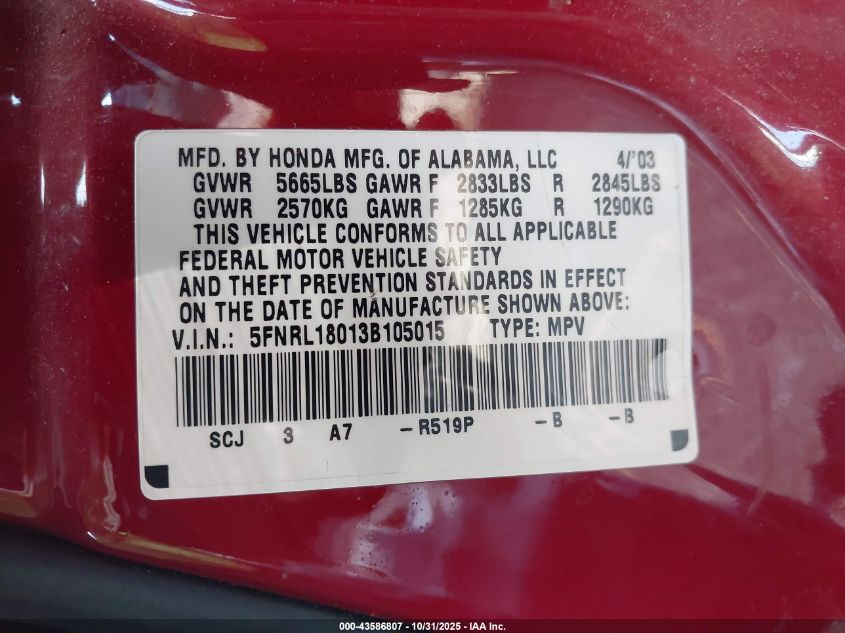 MFD. BY HONDA MFG. OF ALABAMA, LLC 4/'03
GVWR 5665LBS GAWR F 2833LBS R 2845LBS
GVWR 2570KG GAWR F 1285KG R 1290KG
THIS VEHICLE CONFORMS TO ALL APPLICABLE
FEDERAL MOTOR VEHICLE SAFETY
AND THEFT PREVENTION STANDARDS IN EFFECT
ON THE DATE OF MANUFACTURE SHOWN ABOVE:
V.I.N.: 5FNRL18013B105015 TYPE: MPV
SCJ 3 A7 -R519P -B -B
000-43586807 - 10/31/2025 - IAA Inc.